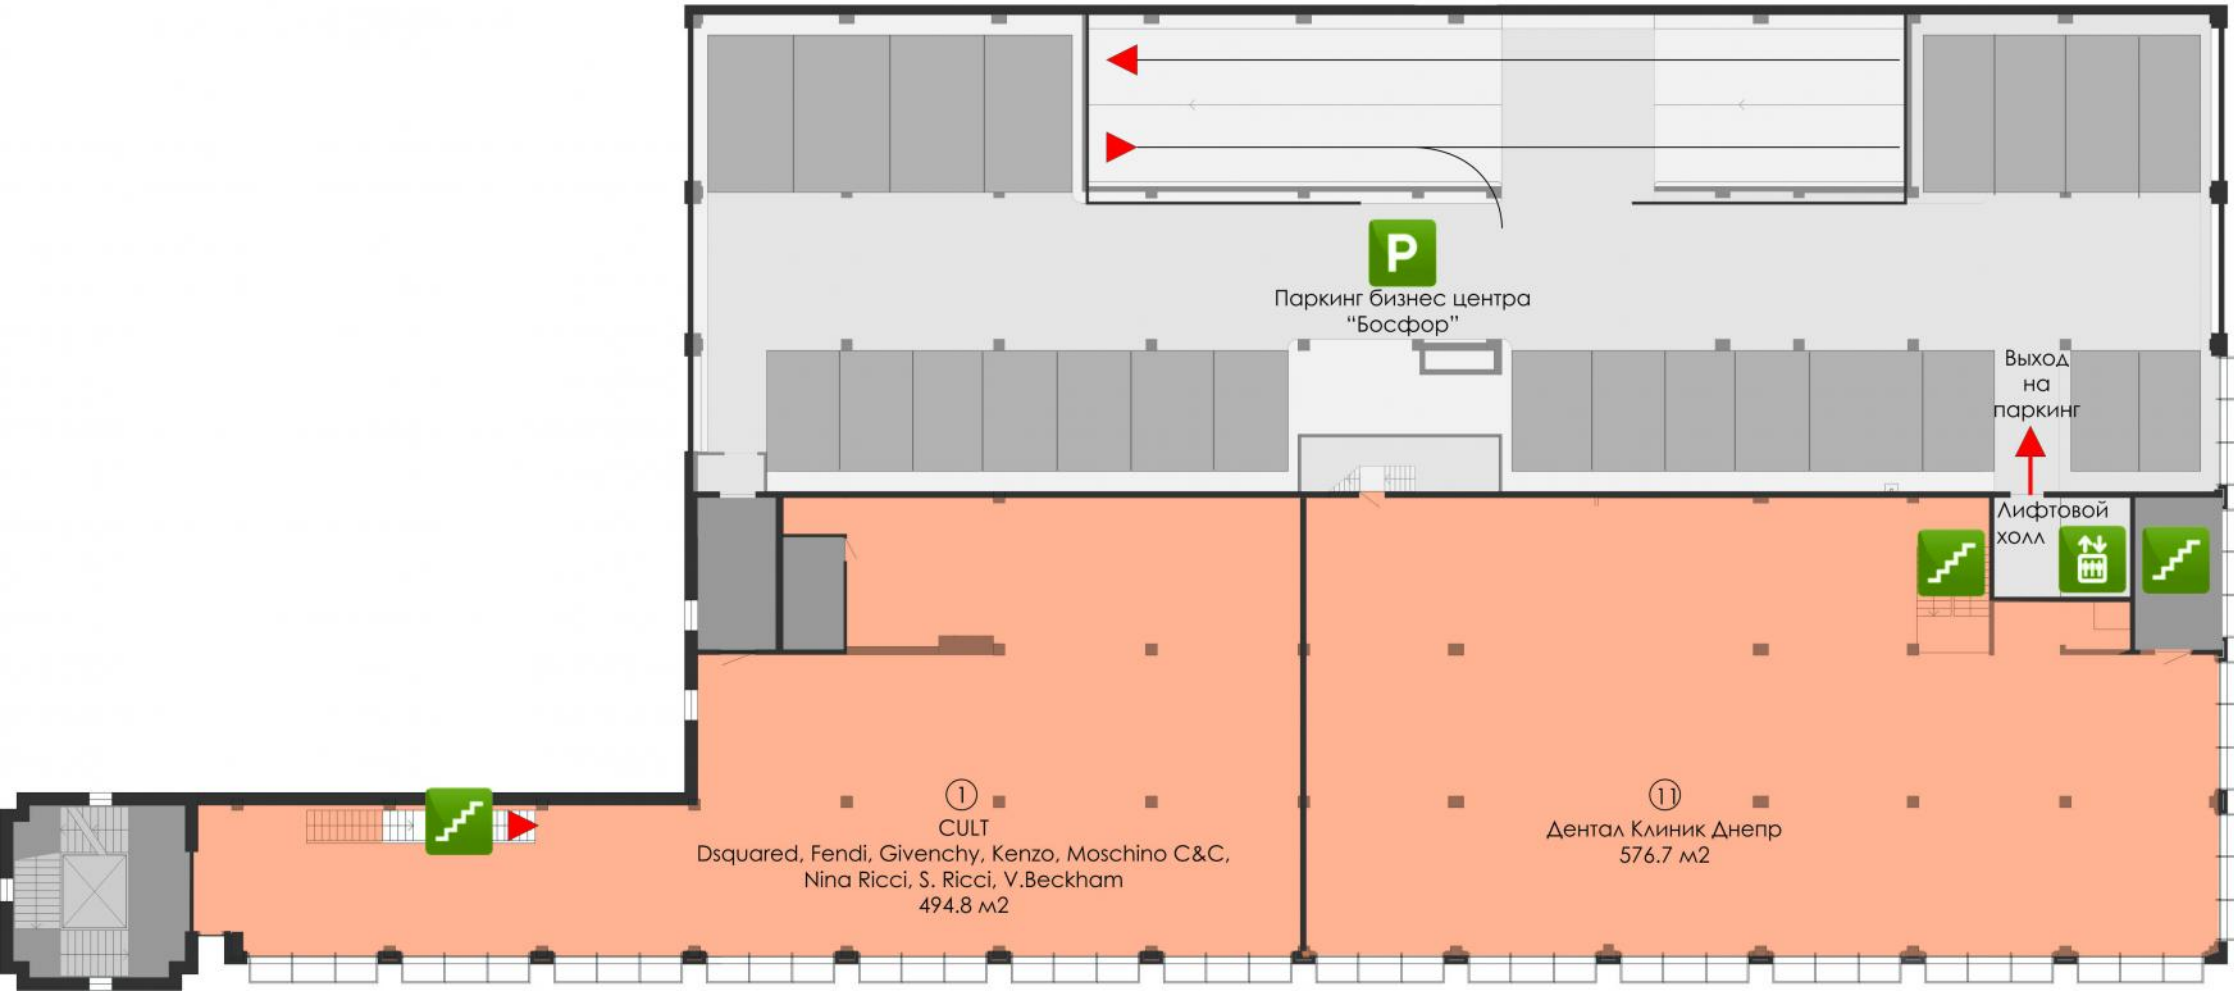 P
Паркинг бизнес центра
“Босфор”
Выход
на
паркинг
Лифтовой
холл
1
CULT
Dsquared, Fendi, Givenchy, Kenzo, Moschino C&C,
Nina Ricci, S. Ricci, V.Beckham
494.8 м2
11
Дентал Клиник Днепр
576.7 м2